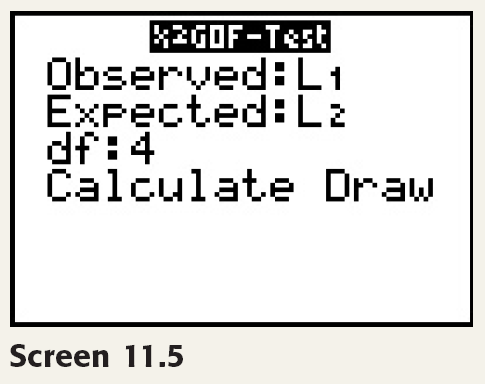 χ2GOF-Test
Observed:L1
Expected:L2
df:4
Calculate Draw
Screen 11.5